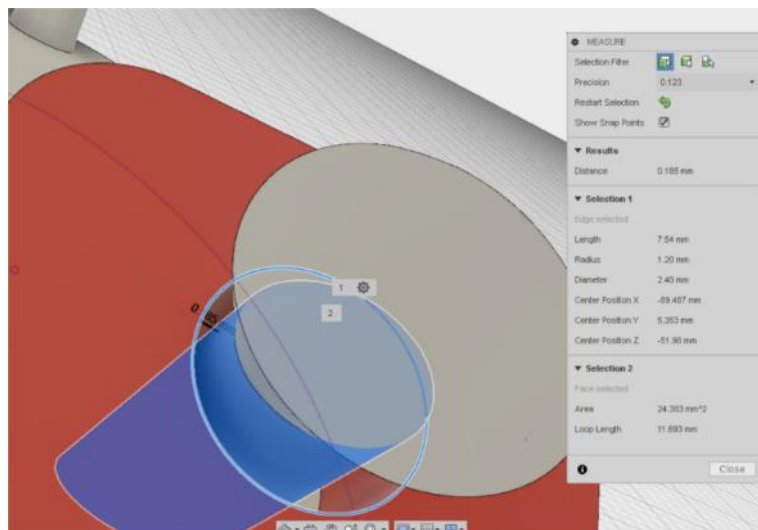 MEASURE
Selection Filter
Precision 0.123
Restart Selection
Show Snap Points
Results
Distance 0.185 mm
Selection 1
Edge selected
Length 7.54 mm
Radius 1.20 mm
Diameter 2.40 mm
Center Position X -89.487 mm
Center Position Y 5.353 mm
Center Position Z -51.96 mm
Selection 2
Face selected
Area 24.383 mm^2
Loop Length 11.693 mm
Close
1
2